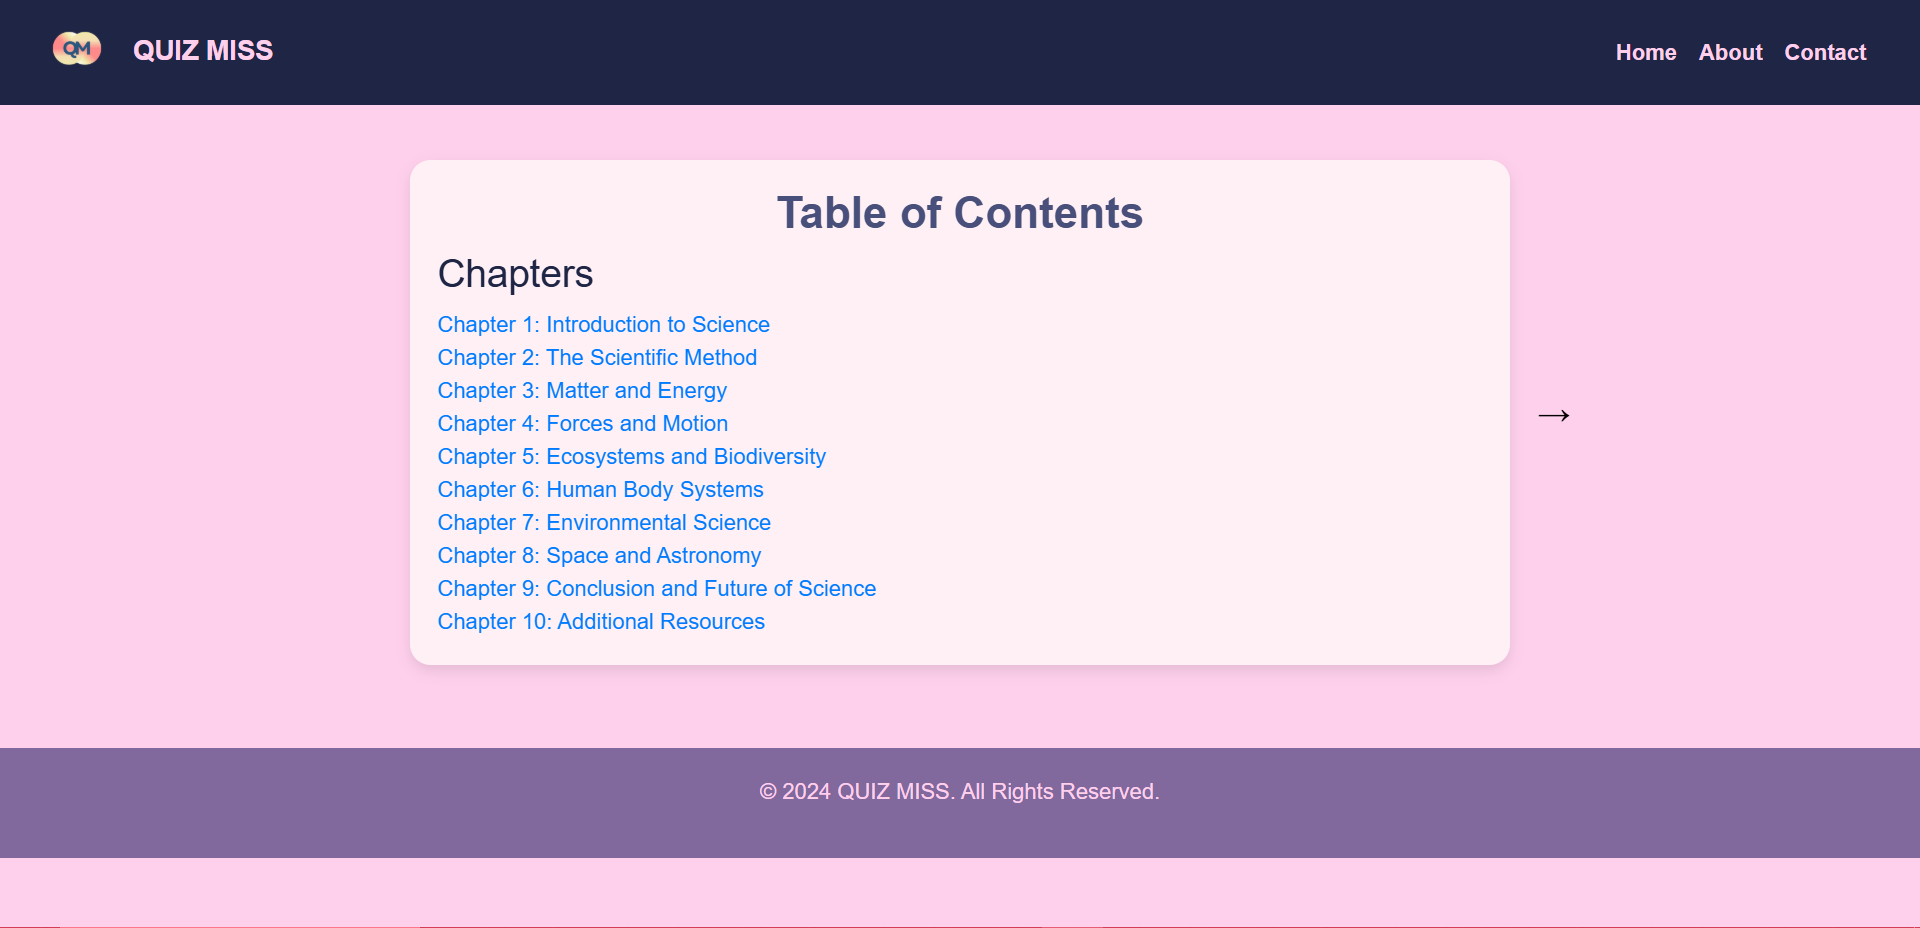 QM
QUIZ MISS
Home About Contact
Table of Contents
Chapters
Chapter 1: Introduction to Science
Chapter 2: The Scientific Method
Chapter 3: Matter and Energy
Chapter 4: Forces and Motion
Chapter 5: Ecosystems and Biodiversity
Chapter 6: Human Body Systems
Chapter 7: Environmental Science
Chapter 8: Space and Astronomy
Chapter 9: Conclusion and Future of Science
Chapter 10: Additional Resources
→
© 2024 QUIZ MISS. All Rights Reserved.